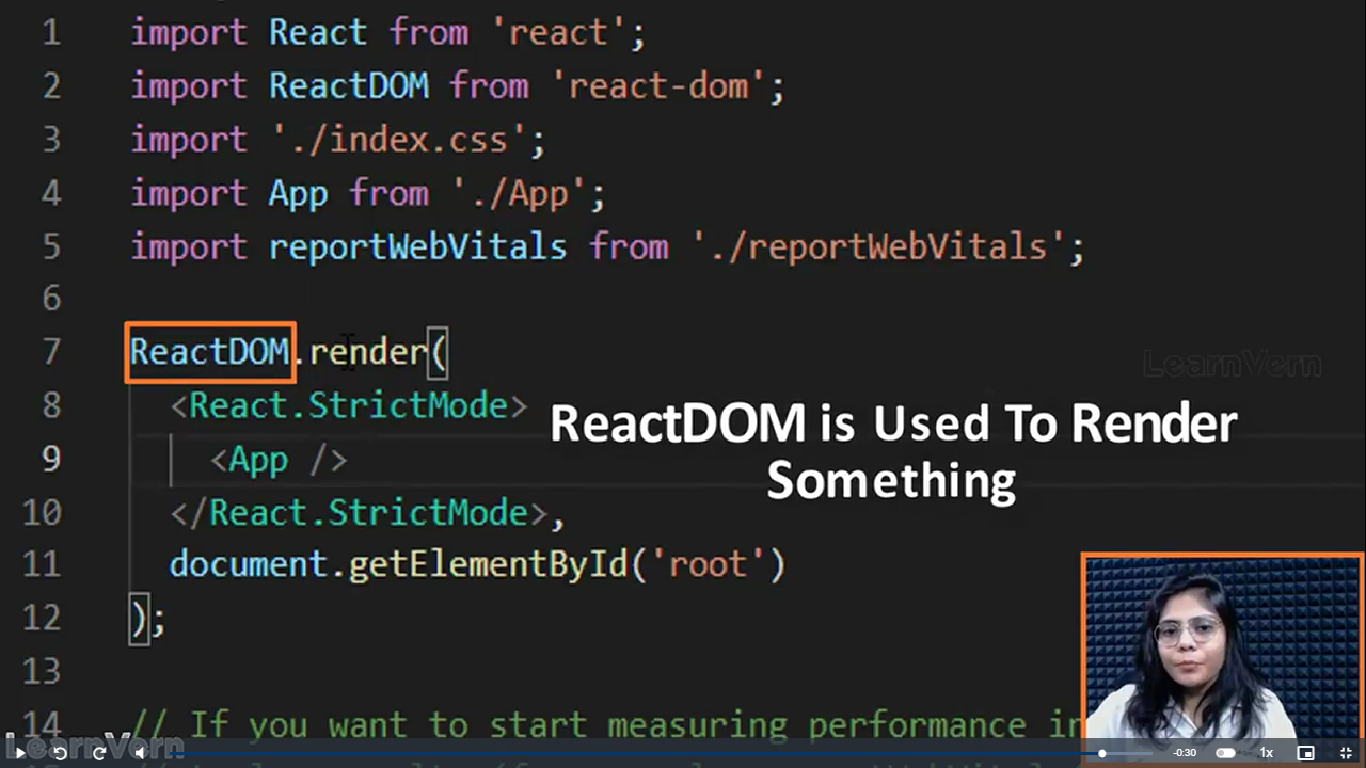 1 import React from 'react';
2 import ReactDOM from 'react-dom';
3 import './index.css';
4 import App from './App';
5 import reportWebVitals from './reportWebVitals';
6
7 ReactDOM.render(
8 <React.StrictMode>
9 <App />
10 </React.StrictMode>,
11 document.getElementById('root')
12 );
13
14 // If you want to start measuring performance in
LearnVern
ReactDOM is Used To Render
Something
LearnVern
-0:30 1x